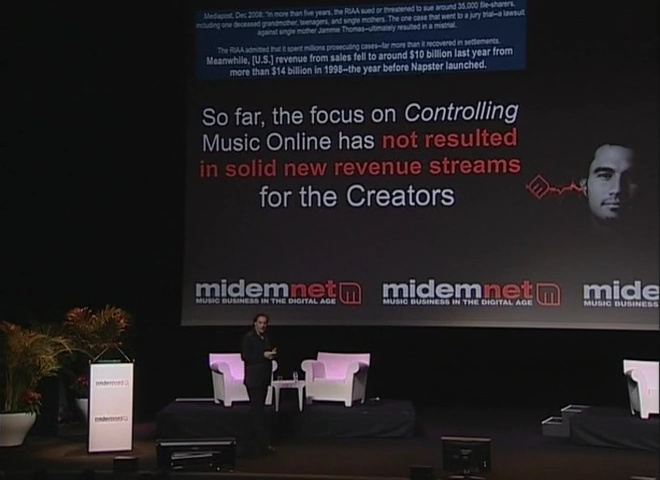 Mediapost, Dec 2008: "In more than five years, the RIAA sued or threatened to sue around 35,000 file-sharers,
including one deceased grandmother, teenagers, and single mothers. The one case that went to a jury trial--a lawsuit
against single mother Jammie Thomas--ultimately resulted in a mistrial.
The RIAA admitted that it spent millions prosecuting cases--far more than it recovered in settlements.
Meanwhile, [U.S.] revenue from sales fell to around $10 billion last year from
more than $14 billion in 1998--the year before Napster launched.
So far, the focus on Controlling
Music Online has not resulted
in solid new revenue streams
for the Creators
midemnet midemnet midem
MUSIC BUSINESS IN THE DIGITAL AGE MUSIC BUSINESS IN THE DIGITAL AGE MUSIC BUSINESS
midemnet
midemnet